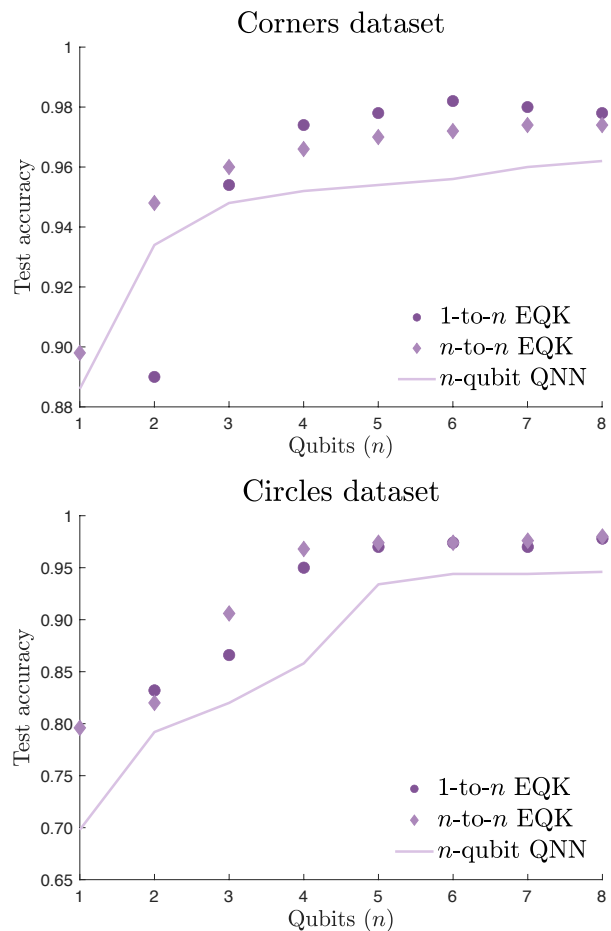 Corners dataset
1
0.98
0.96
0.94
0.92
0.90
0.88
Test accuracy
1-to-n EQK
n-to-n EQK
n-qubit QNN
1 2 3 4 5 6 7 8
Qubits (n)
Circles dataset
1
0.95
0.90
0.85
0.80
0.75
0.70
0.65
Test accuracy
1-to-n EQK
n-to-n EQK
n-qubit QNN
1 2 3 4 5 6 7 8
Qubits (n)